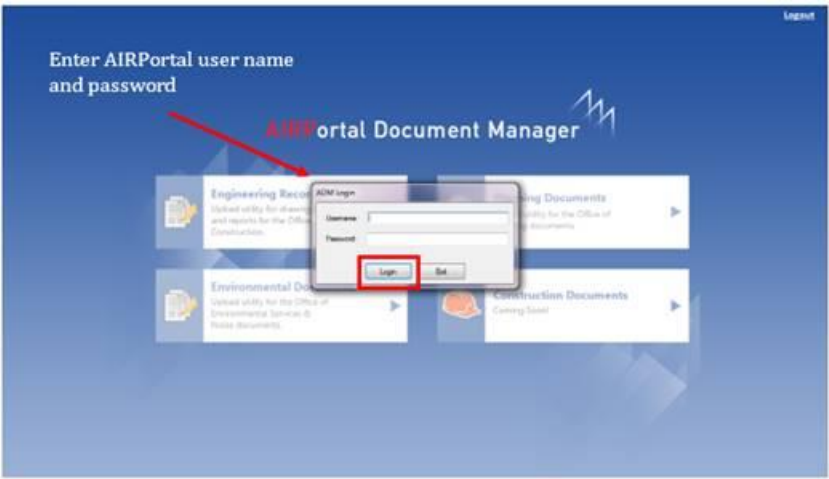 Logout
Enter AIRPortal user name
and password
AIRPortal Document Manager
Engineering Reco
Upload utility for drawing
and reports for the Office
Construction.
ADM Login
Username
Password
Login
Exit
ing Documents
utility for the Office of
documents.
Environmental Do
Upload utility for the Office of
Environmental Services &
Noise documents.
Construction Documents
Coming Soon!